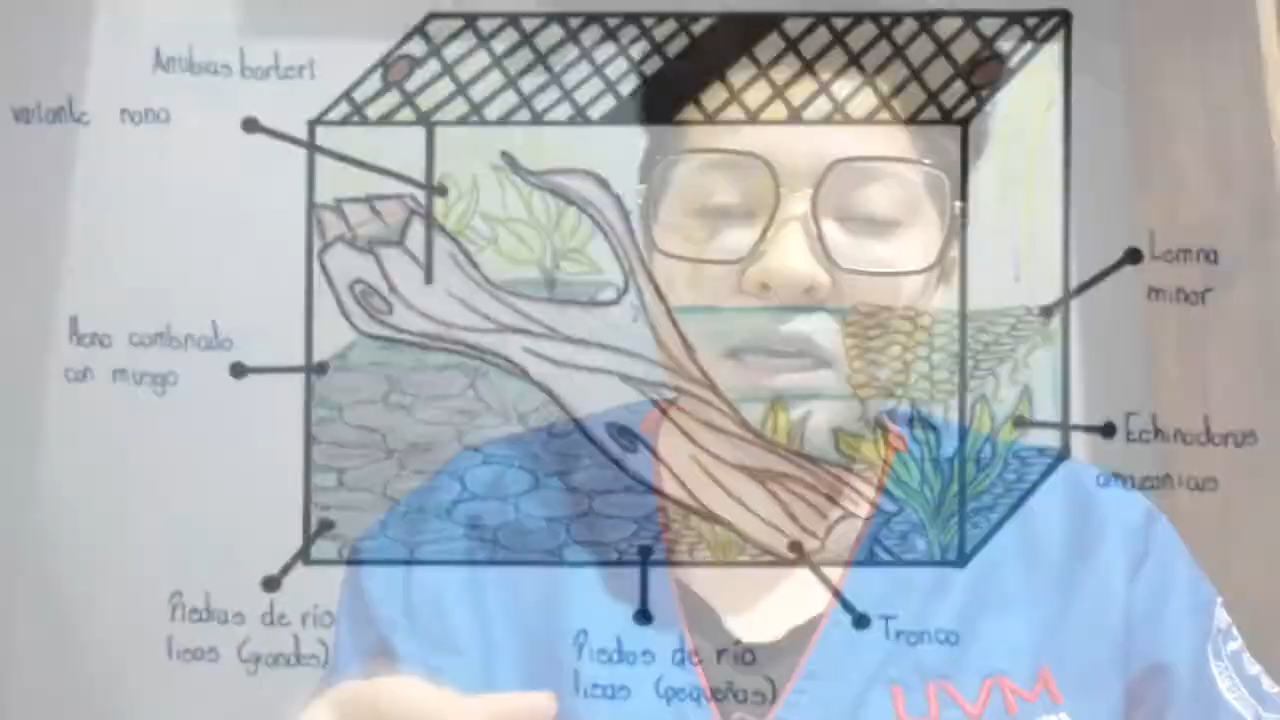 Anubias barteri
variante nana
Heno combinado
con musgo
Piedras de río
lisas (grandes)
Piedras de río
lisas (pequeñas)
Tronco
Lemna
minor
Echinodorus
amazonicus
UVM